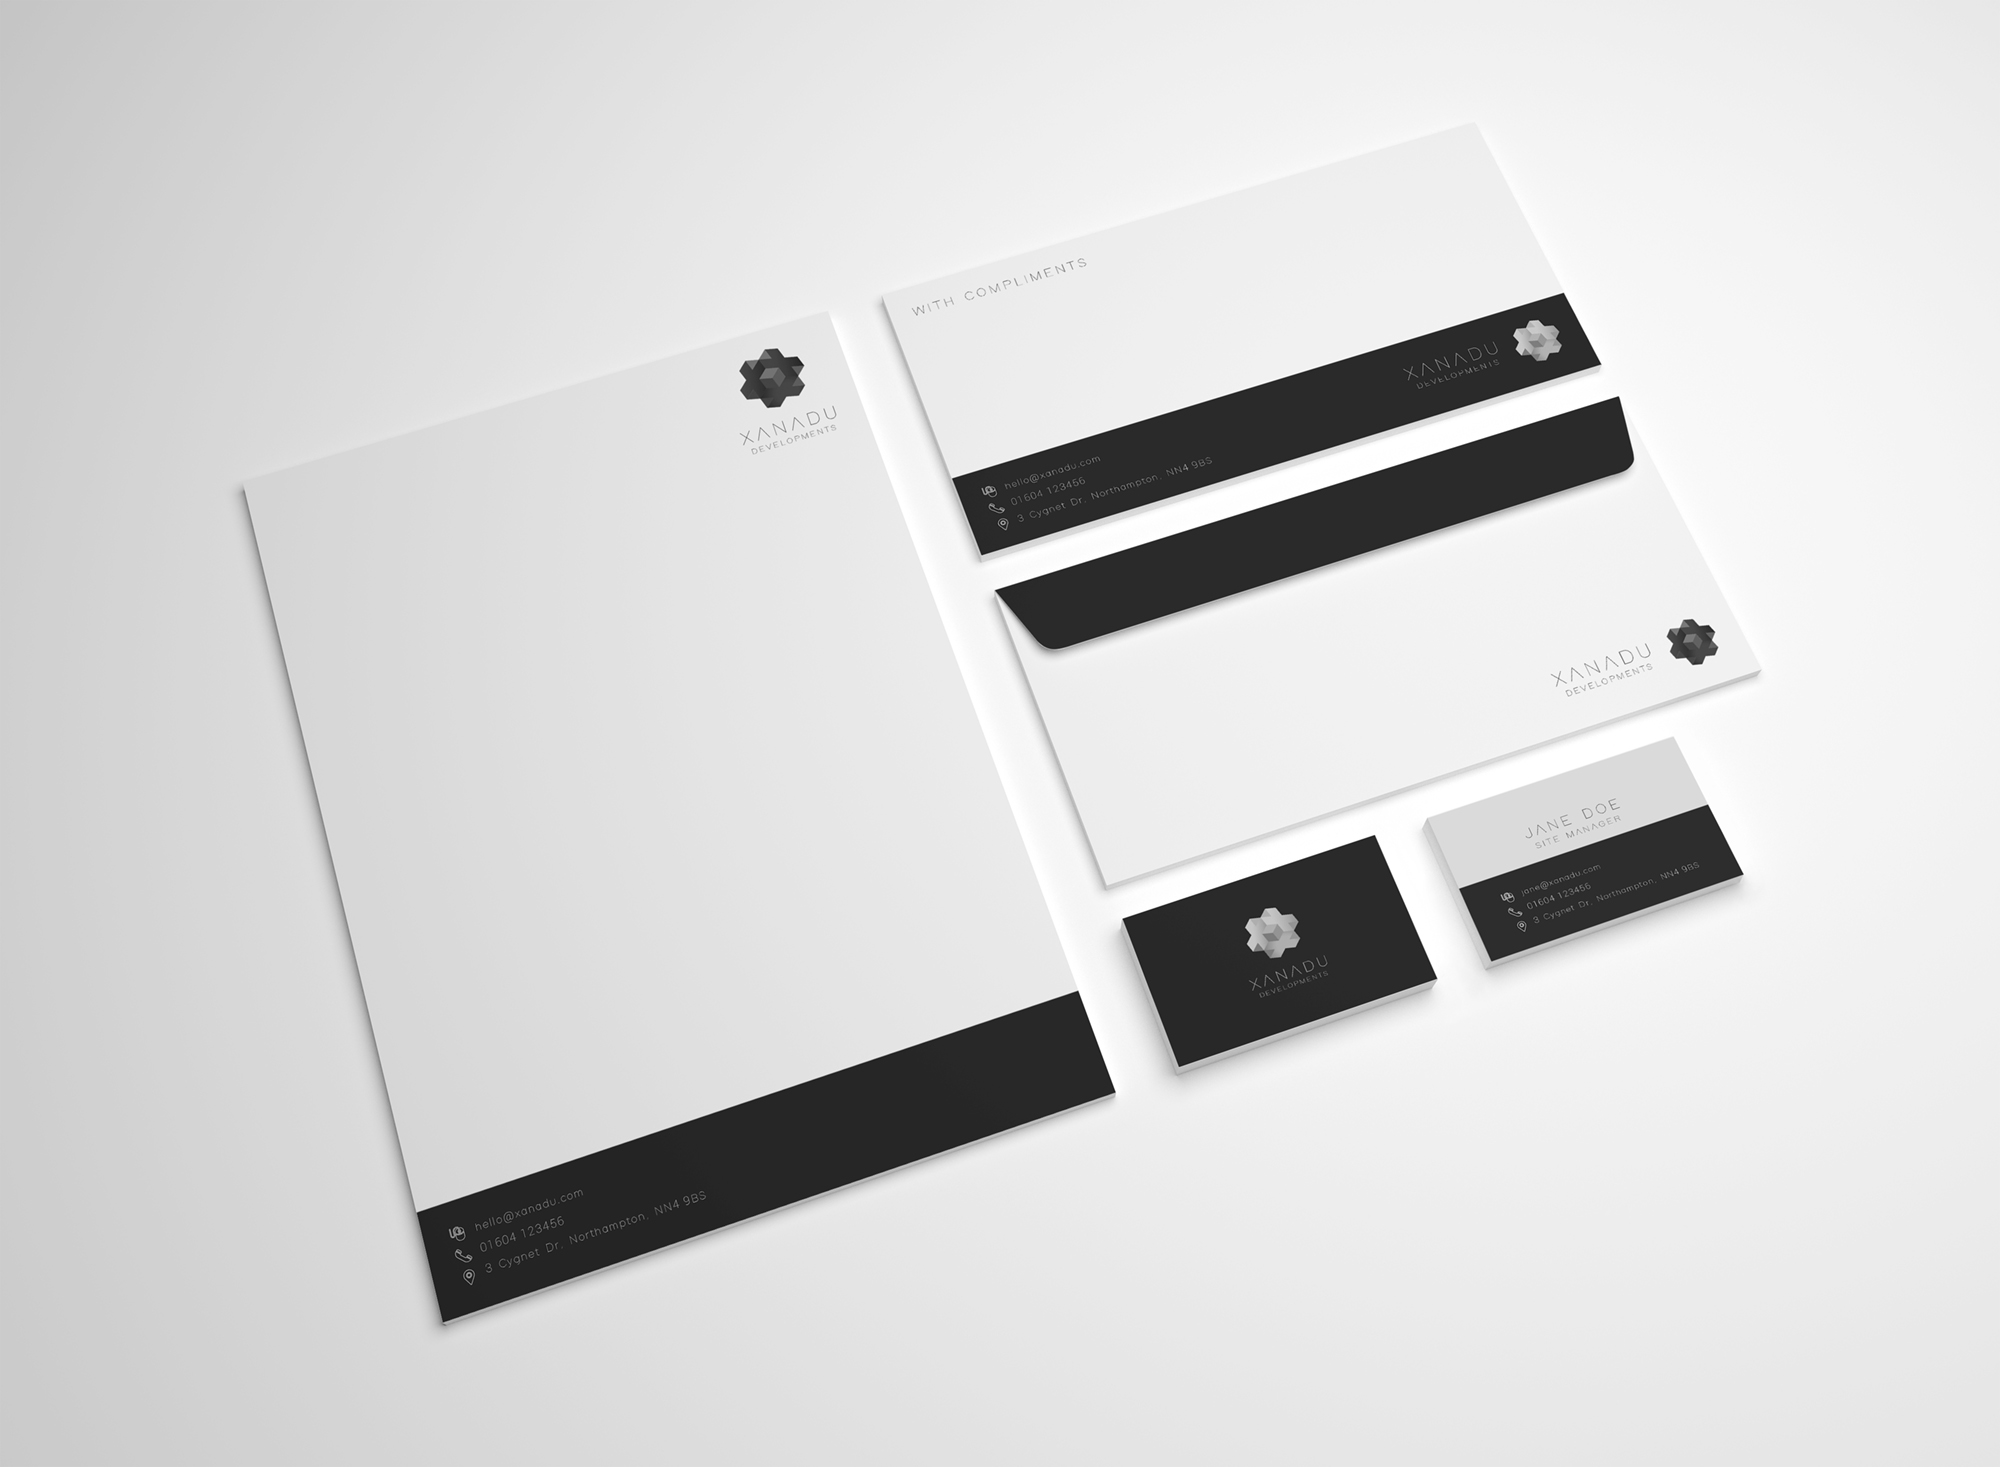 XANADU
DEVELOPMENTS
hello@xanadu.com
01604 123456
3 Cygnet Dr, Northampton, NN4 9BS
WITH COMPLIMENTS
XANADU
DEVELOPMENTS
hello@xanadu.com
01604 123456
3 Cygnet Dr, Northampton, NN4 9BS
XANADU
DEVELOPMENTS
XANADU
DEVELOPMENTS
JANE DOE
SITE MANAGER
jane@xanadu.com
01604 123456
3 Cygnet Dr, Northampton, NN4 9BS